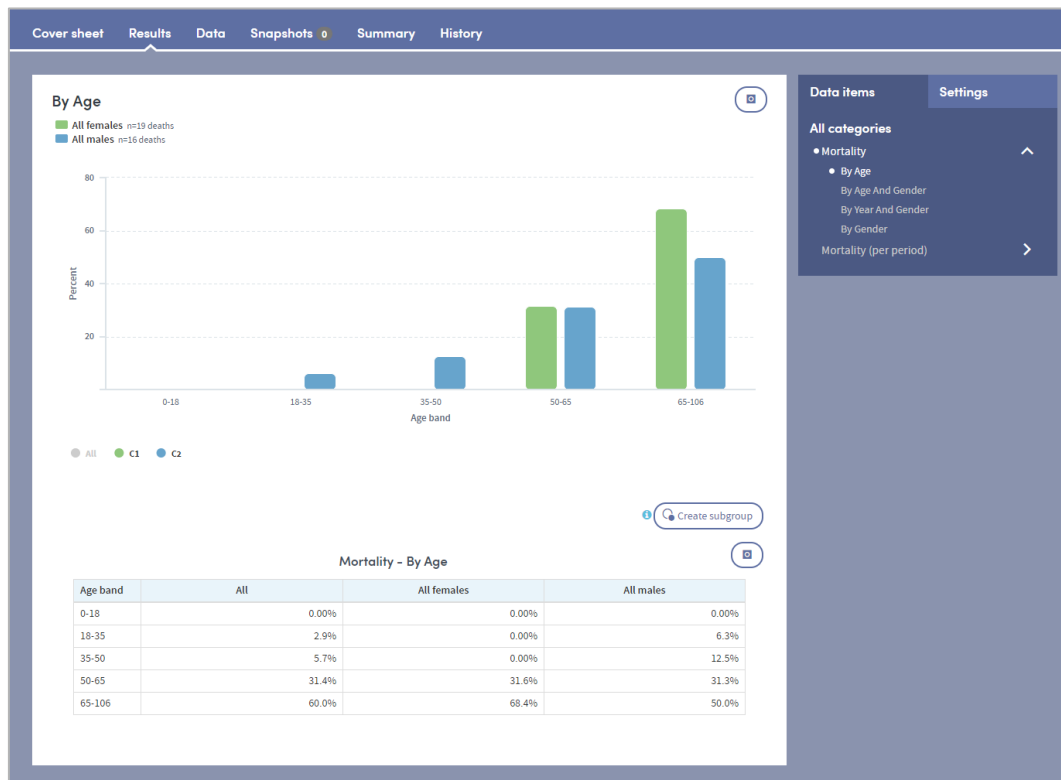 Cover sheet Results Data Snapshots 0 Summary History
By Age
All females n=19 deaths
All males n=16 deaths
80
60
40
20
Percent
0-18 18-35 35-50 50-65 65-106
Age band
All C1 C2
Create subgroup
Mortality - By Age
Age band All All females All males
0-18 0.00% 0.00% 0.00%
18-35 2.9% 0.00% 6.3%
35-50 5.7% 0.00% 12.5%
50-65 31.4% 31.6% 31.3%
65-106 60.0% 68.4% 50.0%
Data items Settings
All categories
Mortality
By Age
By Age And Gender
By Year And Gender
By Gender
Mortality (per period)